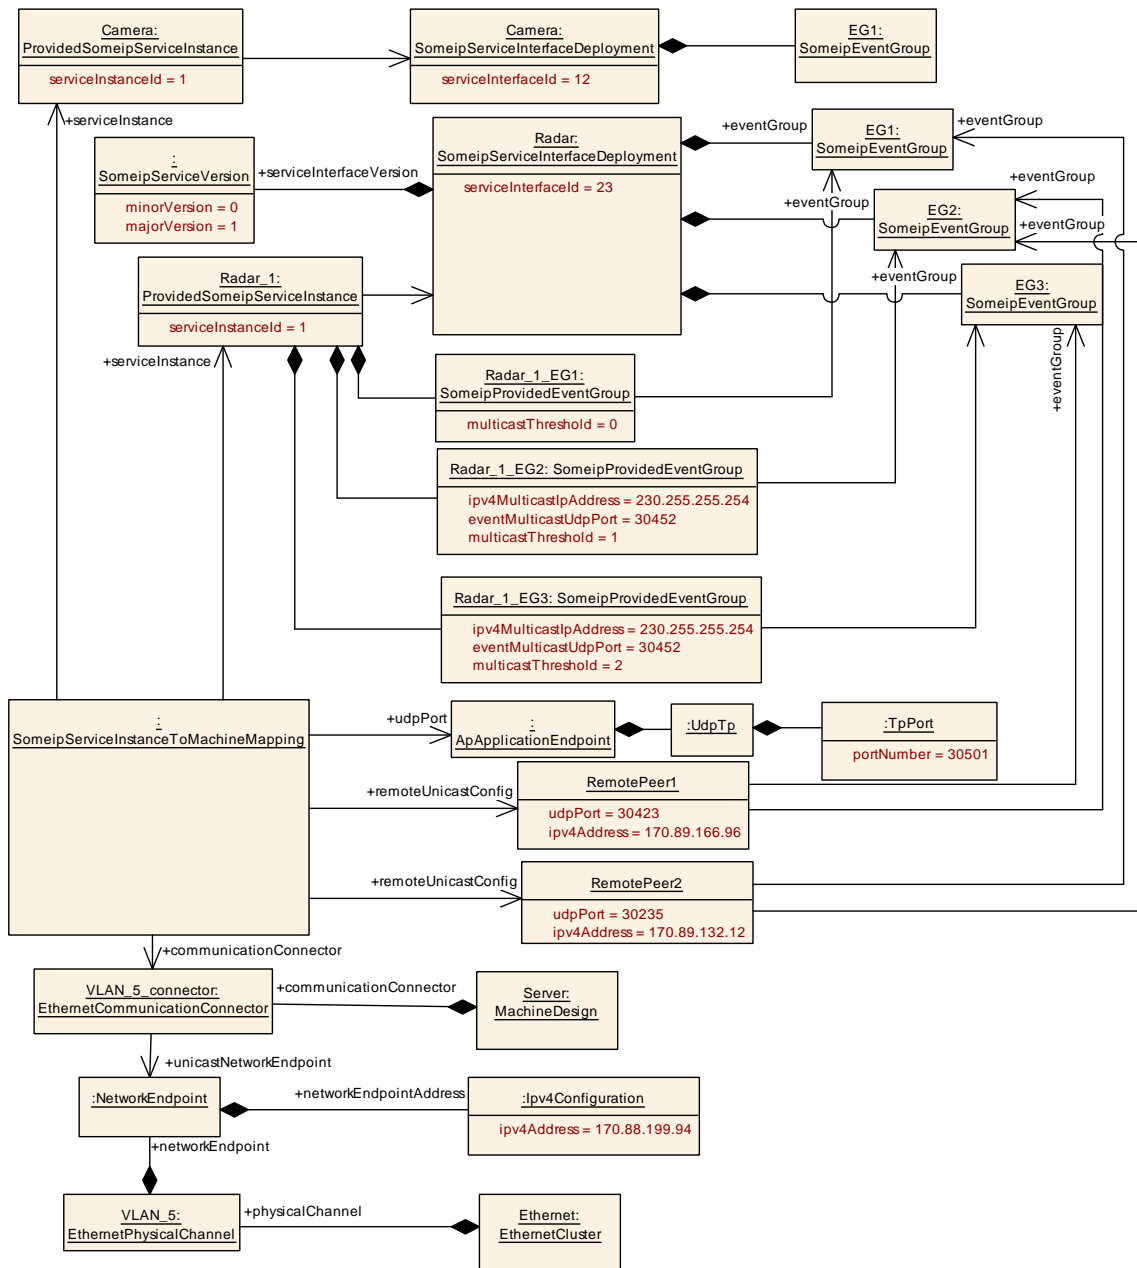 Camera:
ProvidedSomeipServiceInstance
serviceInstanceId = 1
Camera:
SomeipServiceInterfaceDeployment
serviceInterfaceId = 12
EG1:
SomeipEventGroup
+serviceInstance
:
SomeipServiceVersion
minorVersion = 0
majorVersion = 1
+serviceInterfaceVersion
Radar:
SomeipServiceInterfaceDeployment
serviceInterfaceId = 23
+eventGroup
EG1:
SomeipEventGroup
+eventGroup
+eventGroup
EG2:
SomeipEventGroup
+eventGroup
+eventGroup
+eventGroup
EG3:
SomeipEventGroup
+eventGroup
Radar_1:
ProvidedSomeipServiceInstance
serviceInstanceId = 1
+serviceInstance
Radar_1_EG1:
SomeipProvidedEventGroup
multicastThreshold = 0
Radar_1_EG2: SomeipProvidedEventGroup
ipv4MulticastIpAddress = 230.255.255.254
eventMulticastUdpPort = 30452
multicastThreshold = 1
Radar_1_EG3: SomeipProvidedEventGroup
ipv4MulticastIpAddress = 230.255.255.254
eventMulticastUdpPort = 30452
multicastThreshold = 2
:
SomeipServiceInstanceToMachineMapping
+udpPort
:
ApApplicationEndpoint
:UdpTp
:TpPort
portNumber = 30501
+remoteUnicastConfig
RemotePeer1
udpPort = 30423
ipv4Address = 170.89.166.96
+remoteUnicastConfig
RemotePeer2
udpPort = 30235
ipv4Address = 170.89.132.12
+communicationConnector
VLAN_5_connector:
EthernetCommunicationConnector
+communicationConnector
Server:
MachineDesign
+unicastNetworkEndpoint
:NetworkEndpoint
+networkEndpointAddress
:Ipv4Configuration
ipv4Address = 170.88.199.94
+networkEndpoint
VLAN_5:
EthernetPhysicalChannel
+physicalChannel
Ethernet:
EthernetCluster